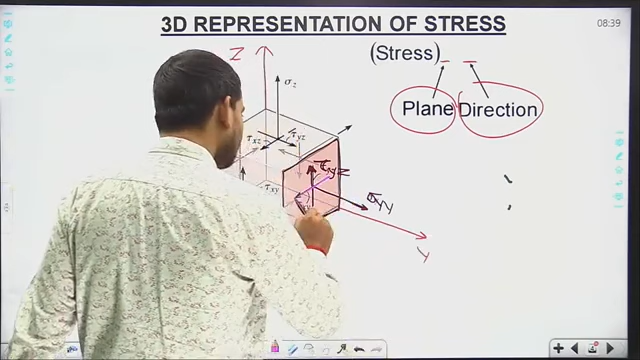 3D REPRESENTATION OF STRESS
08:39
(Stress)_ _
Plane Direction
Z
σz
τxz
τyz
τxy
τyz
σyy
y